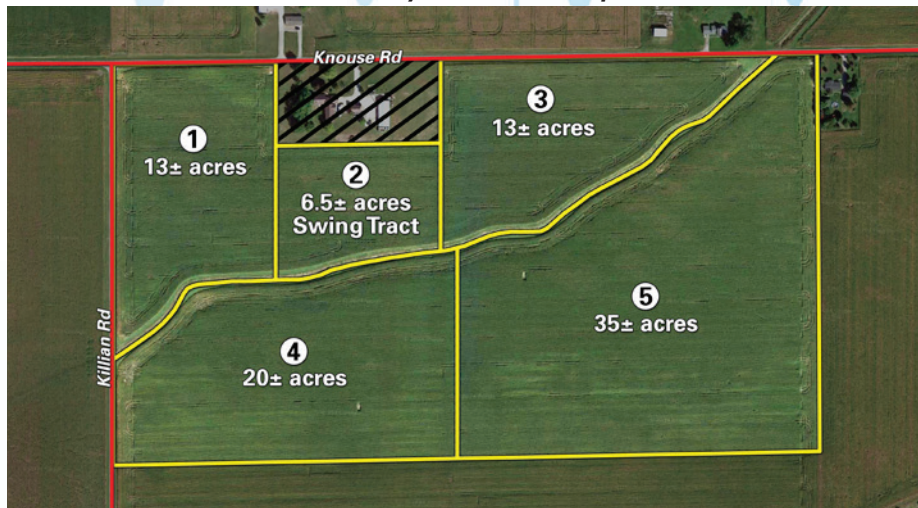 Knouse Rd
1
13± acres
2
6.5± acres
Swing Tract
3
13± acres
Killian Rd
4
20± acres
5
35± acres